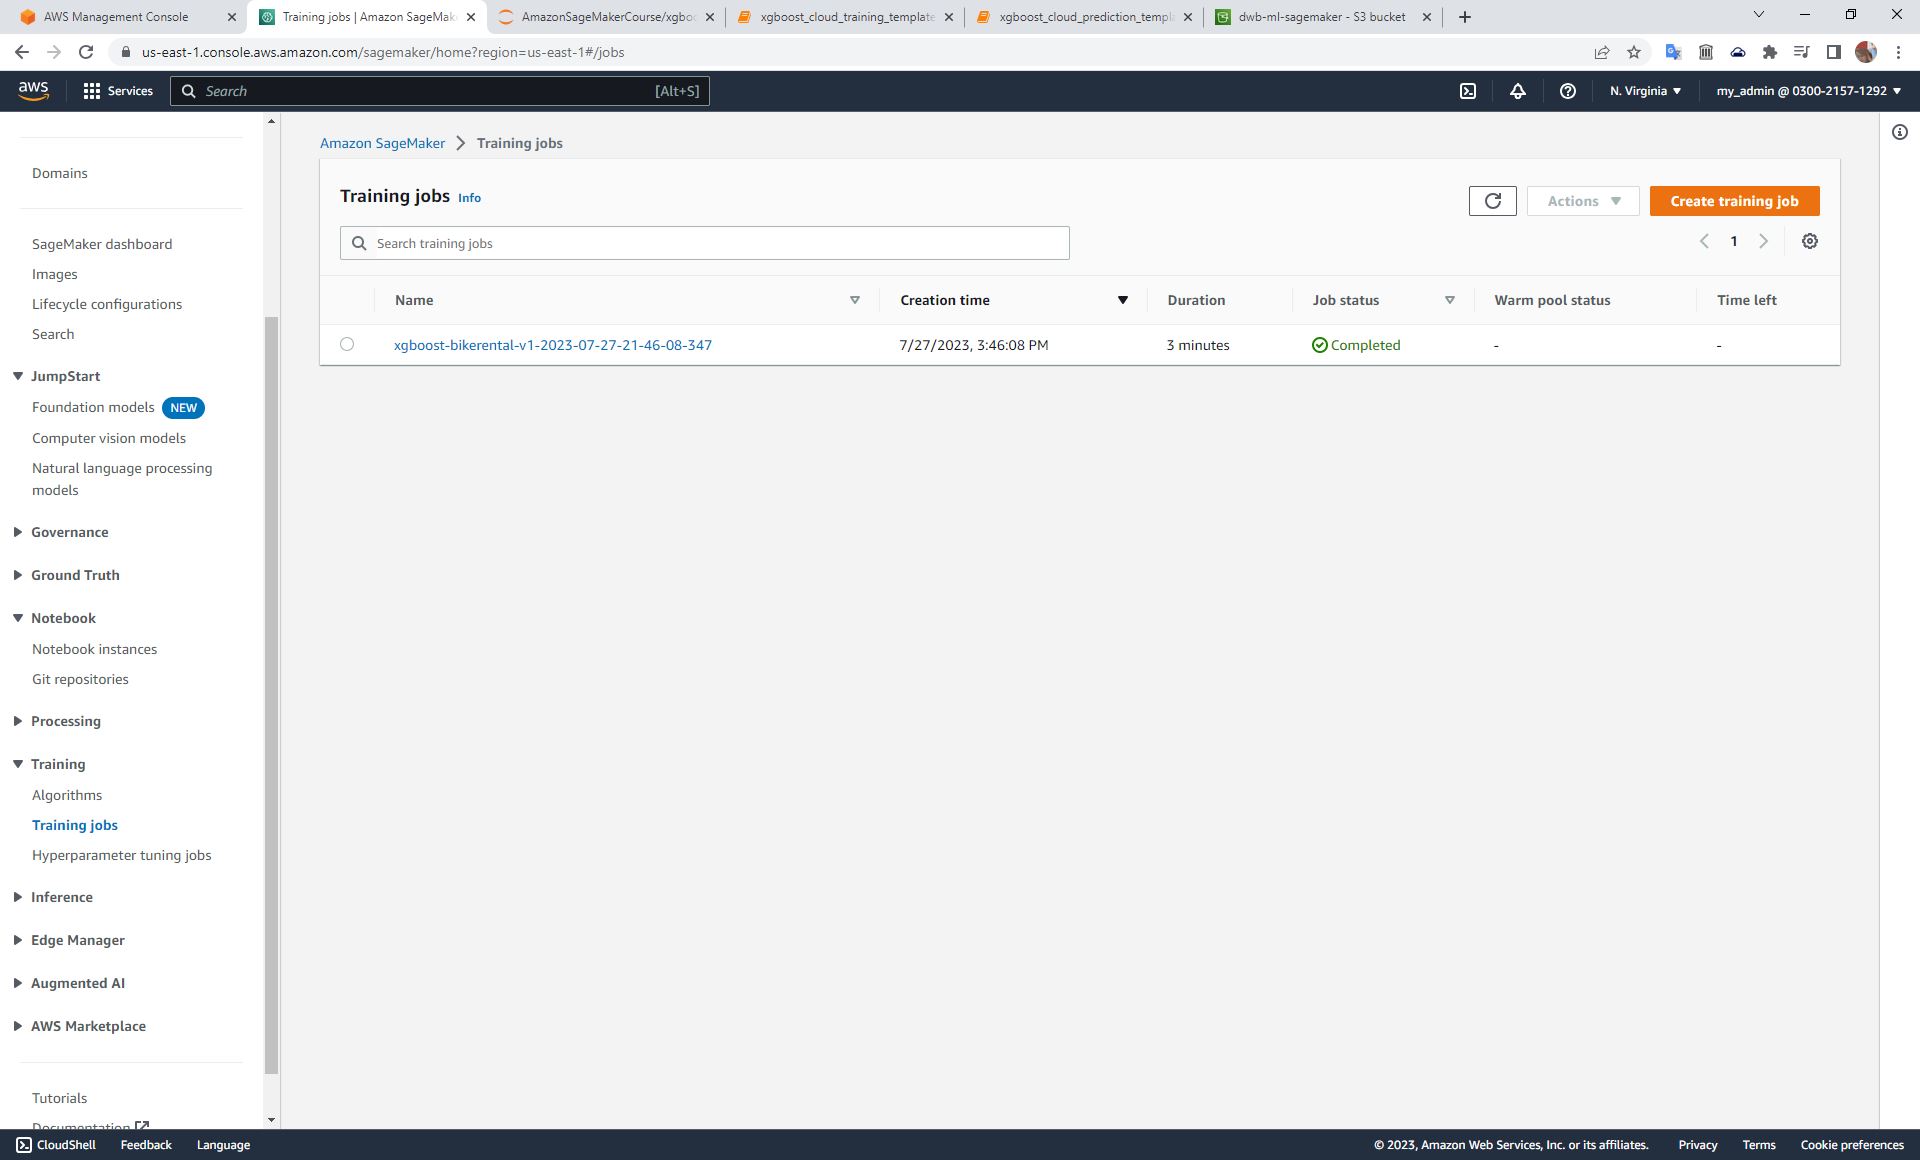 AWS Management Console
Training jobs | Amazon SageMake
AmazonSageMakerCourse/xgboo
xgboost_cloud_training_template
xgboost_cloud_prediction_templa
dwb-ml-sagemaker - S3 bucket
us-east-1.console.aws.amazon.com/sagemaker/home?region=us-east-1#/jobs
aws
Services
Search
[Alt+S]
N. Virginia
my_admin @ 0300-2157-1292
Domains
SageMaker dashboard
Images
Lifecycle configurations
Search
JumpStart
Foundation models NEW
Computer vision models
Natural language processing
models
Governance
Ground Truth
Notebook
Notebook instances
Git repositories
Processing
Training
Algorithms
Training jobs
Hyperparameter tuning jobs
Inference
Edge Manager
Augmented AI
AWS Marketplace
Tutorials
Documentation
Amazon SageMaker > Training jobs
Training jobs Info
Actions
Create training job
Search training jobs
1
Name Creation time Duration Job status Warm pool status Time left
xgboost-bikerental-v1-2023-07-27-21-46-08-347 7/27/2023, 3:46:08 PM 3 minutes Completed - -
CloudShell Feedback Language
© 2023, Amazon Web Services, Inc. or its affiliates. Privacy Terms Cookie preferences